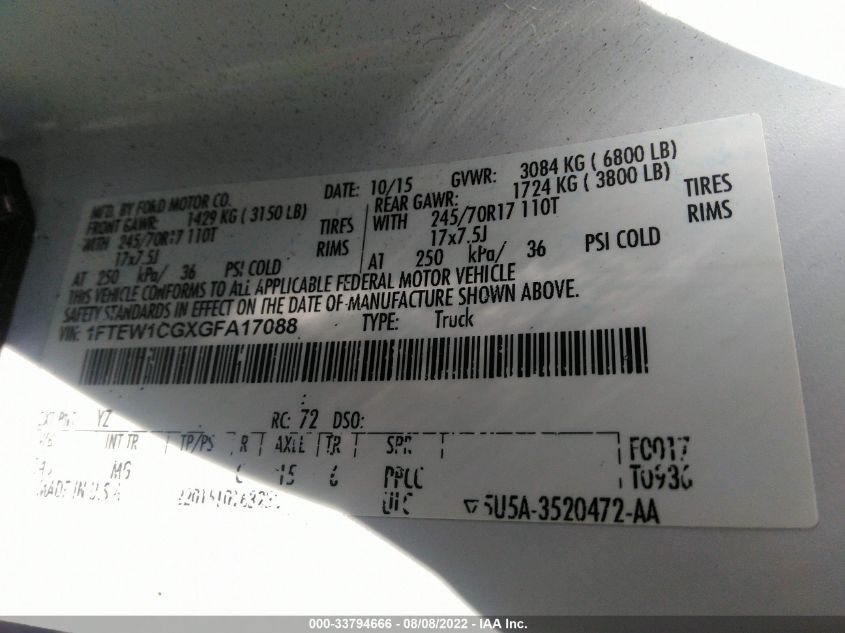 MFD. BY FORD MOTOR CO.
DATE: 10/15 GVWR: 3084 KG ( 6800 LB)
FRONT GAWR: 1429 KG ( 3150 LB)
REAR GAWR: 1724 KG ( 3800 LB)
WITH 245/70R17 110T TIRES
WITH 245/70R17 110T TIRES
17x7.5J RIMS
17x7.5J RIMS
AT 250 kPa/ 36 PSI COLD
AT 250 kPa/ 36 PSI COLD
THIS VEHICLE CONFORMS TO ALL APPLICABLE FEDERAL MOTOR VEHICLE
SAFETY STANDARDS IN EFFECT ON THE DATE OF MANUFACTURE SHOWN ABOVE.
VIN: 1FTEW1CGXGFA17088 TYPE: Truck
EXT PNT YZ RC: 72 DSO:
INT TR TP/PS R AXLE TR SPR
MG 15 6
MADE IN U.S.A
5U5A-3520472-AA
000-33794666 - 08/08/2022 - IAA Inc.